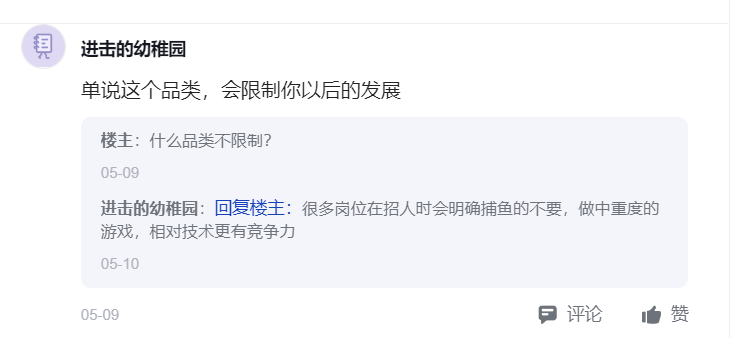 进击的幼稚园
单说这个品类，会限制你以后的发展
楼主：什么品类不限制？
05-09
进击的幼稚园：回复楼主：很多岗位在招人时会明确捕鱼的不要，做中重度的
游戏，相对技术更有竞争力
05-10
05-09 评论 赞